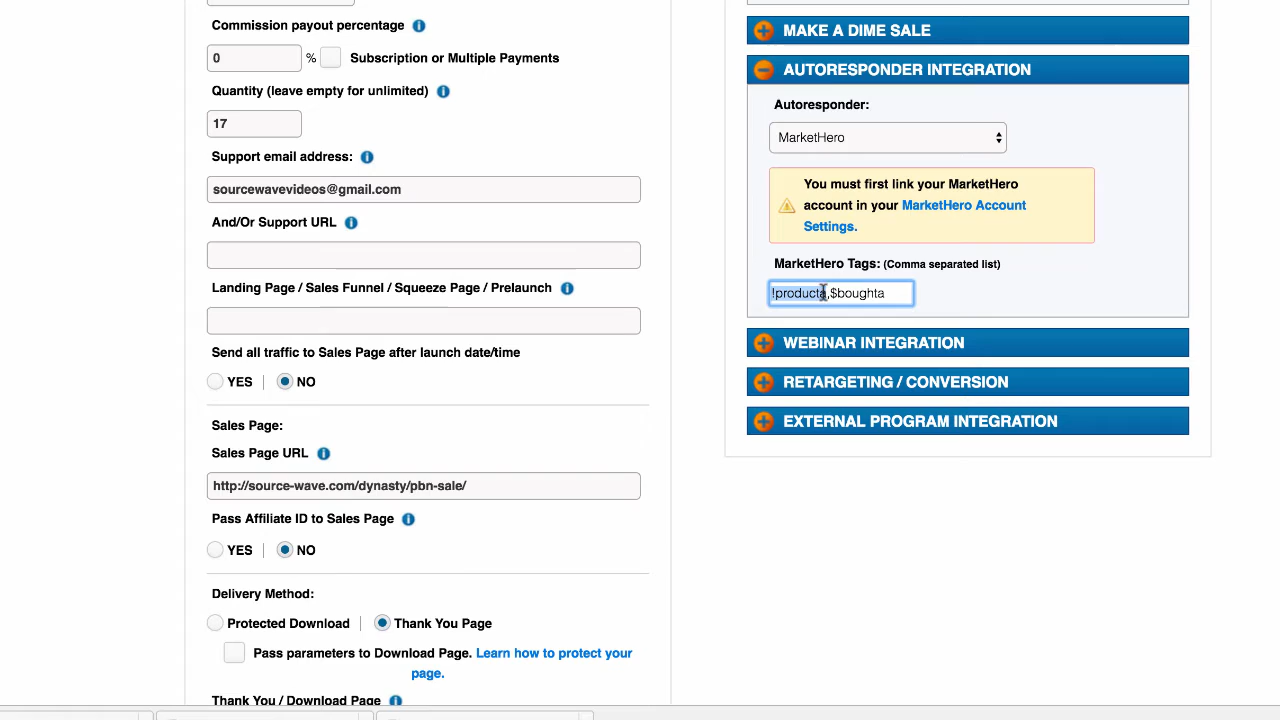 Commission payout percentage
0
%
Subscription or Multiple Payments
Quantity (leave empty for unlimited)
17
Support email address:
sourcewavevideos@gmail.com
And/Or Support URL
Landing Page / Sales Funnel / Squeeze Page / Prelaunch
Send all traffic to Sales Page after launch date/time
YES | NO
Sales Page:
Sales Page URL
http://source-wave.com/dynasty/pbn-sale/
Pass Affiliate ID to Sales Page
YES | NO
Delivery Method:
Protected Download | Thank You Page
Pass parameters to Download Page. Learn how to protect your
page.
Thank You / Download Page
MAKE A DIME SALE
AUTORESPONDER INTEGRATION
Autoresponder:
MarketHero
You must first link your MarketHero
account in your MarketHero Account
Settings.
MarketHero Tags: (Comma separated list)
!producta,$boughta
WEBINAR INTEGRATION
RETARGETING / CONVERSION
EXTERNAL PROGRAM INTEGRATION